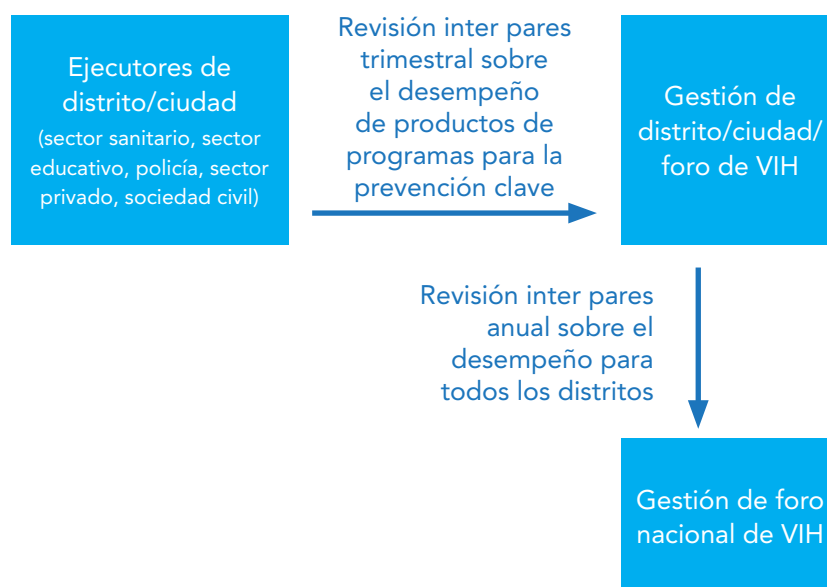 Ejecutores de
distrito/ciudad
(sector sanitario, sector
educativo, policía, sector
privado, sociedad civil)
Revisión inter pares
trimestral sobre
el desempeño
de productos de
programas para la
prevención clave
Gestión de
distrito/ciudad/
foro de VIH
Revisión inter pares
anual sobre el
desempeño para
todos los distritos
Gestión de foro
nacional de VIH